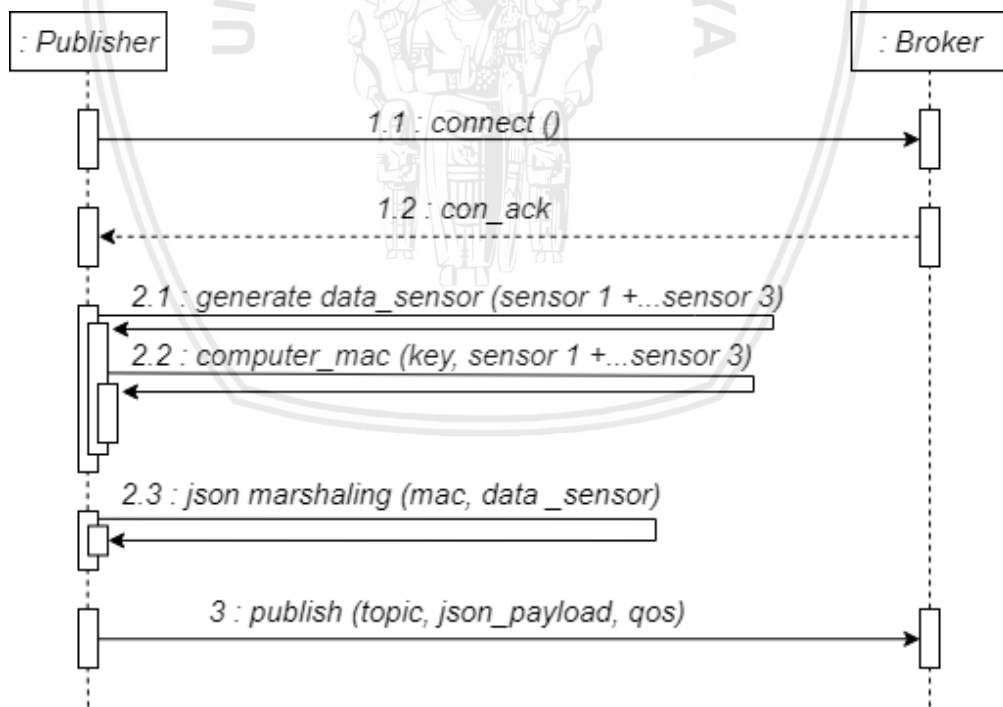 : Publisher
: Broker
1.1 : connect ()
1.2 : con_ack
2.1 : generate data_sensor (sensor 1 +...sensor 3)
2.2 : computer_mac (key, sensor 1 +...sensor 3)
2.3 : json marshaling (mac, data _sensor)
3 : publish (topic, json_payload, qos)